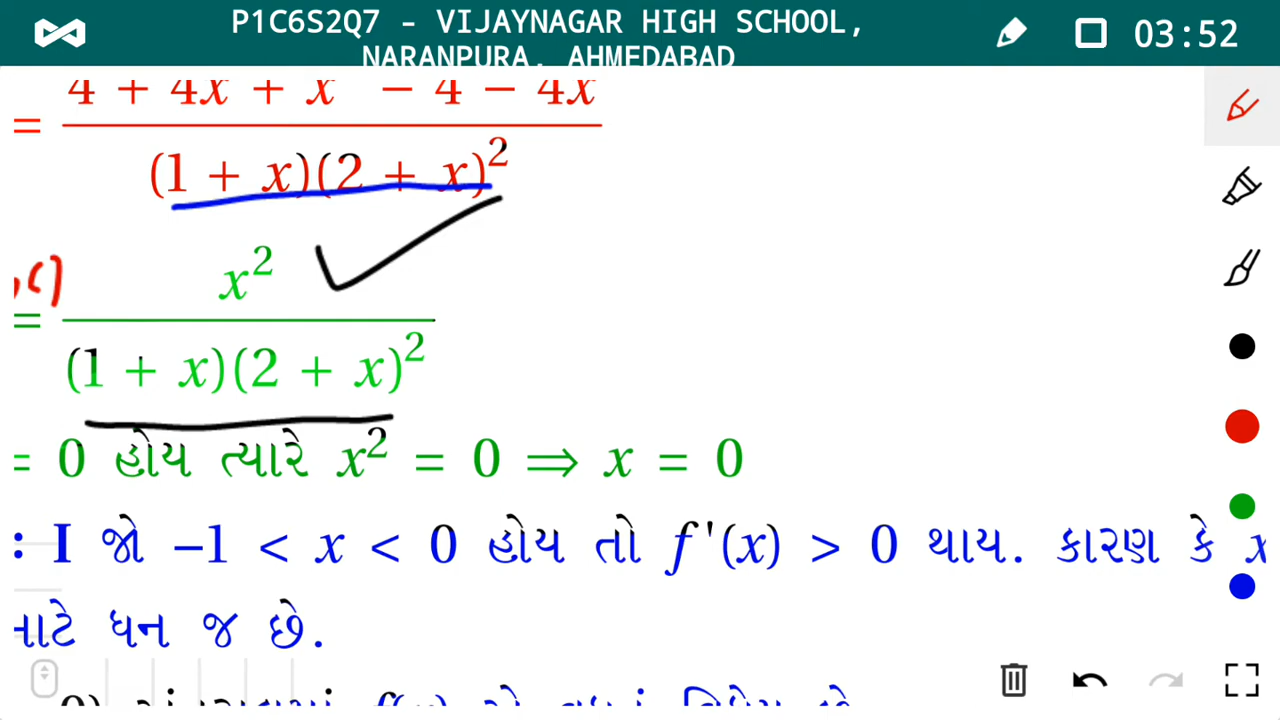 P1C6S2Q7 - VIJAYNAGAR HIGH SCHOOL,
NARANPURA, AHMEDABAD
03:52
4 + 4x + x - 4 - 4x
=
(1 + x)(2 + x)²
x²
=
(1 + x)(2 + x)²
= 0 હોય ત્યારે x² = 0 ⇒ x = 0
: I જો -1 < x < 0 હોય તો f'(x) > 0 થાય. કારણ કે x
માટે ધન જ છે.